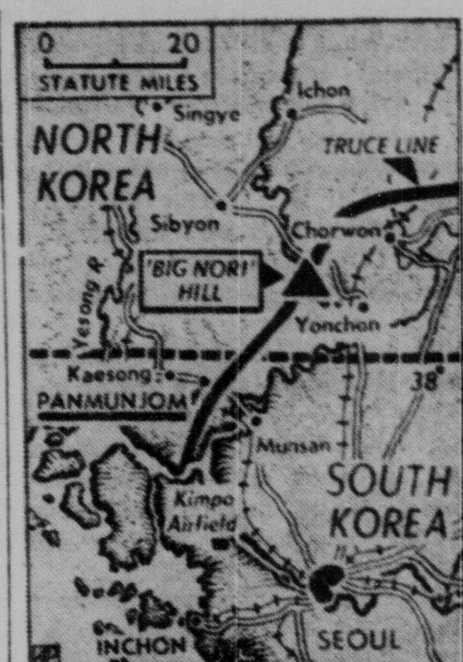 0 20
STATUTE MILES
Singye
Ichon
NORTH
KOREA
TRUCE LINE
Sibyon
Chorwon
'BIG NORI'
HILL
Yesong R.
Yonchon
Kaesong
38°
PANMUNJOM
Munsan
SOUTH
KOREA
Kimpo
Airfield
INCHON
SEOUL